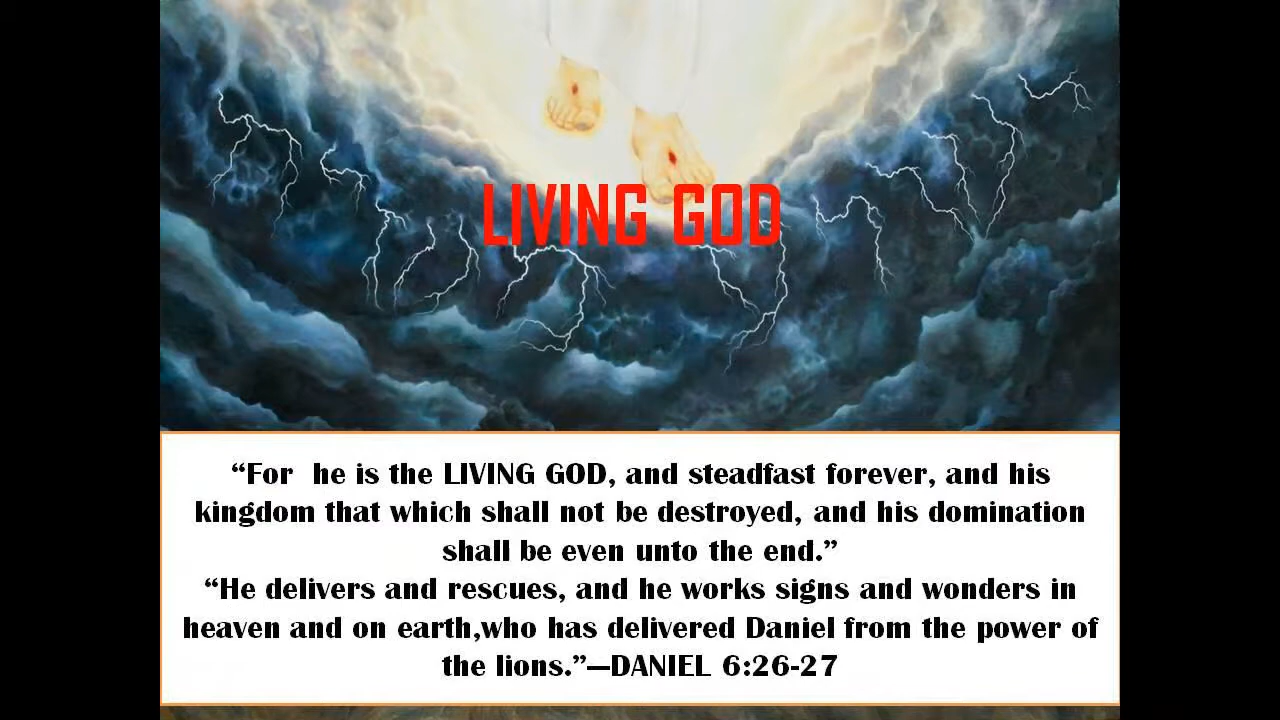 LIVING GOD
“For  he is the LIVING GOD, and steadfast forever, and his
kingdom that which shall not be destroyed, and his domination
shall be even unto the end.”
“He delivers and rescues, and he works signs and wonders in
heaven and on earth,who has delivered Daniel from the power of
the lions.”—DANIEL 6:26-27